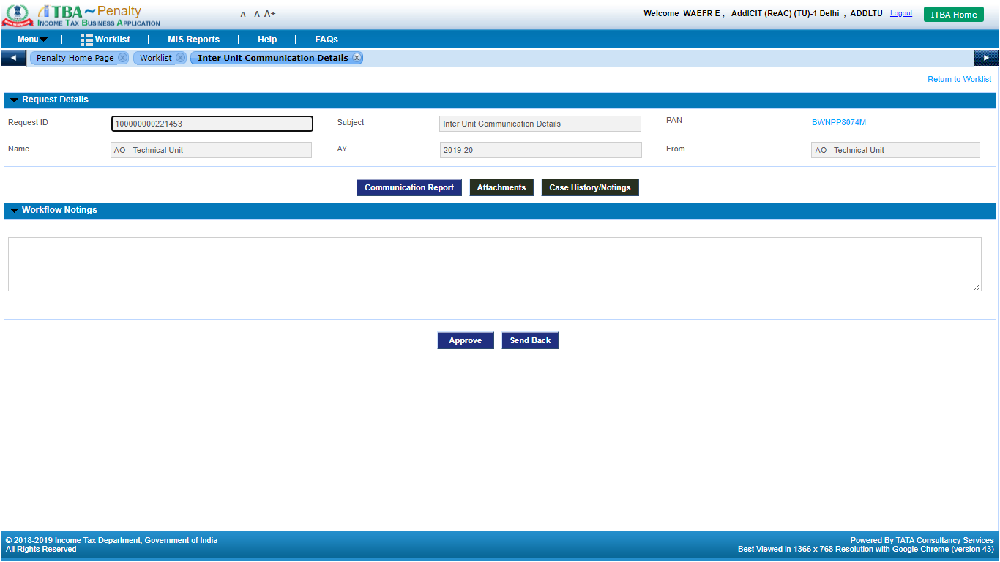 iTBA ~ Penalty
INCOME TAX BUSINESS APPLICATION
A- A A+
Welcome WAEFR E , AddlCIT (ReAC) (TU)-1 Delhi , ADDLTU Logout ITBA Home
Menu | Worklist | MIS Reports | Help | FAQs
Penalty Home Page Worklist Inter Unit Communication Details
Return to Worklist
Request Details
Request ID 100000000221453 Subject Inter Unit Communication Details PAN BWNPP8074M
Name AO - Technical Unit AY 2019-20 From AO - Technical Unit
Communication Report Attachments Case History/Notings
Workflow Notings
Approve Send Back
© 2018-2019 Income Tax Department, Government of India
All Rights Reserved
Powered By TATA Consultancy Services
Best Viewed in 1366 x 768 Resolution with Google Chrome (version 43)